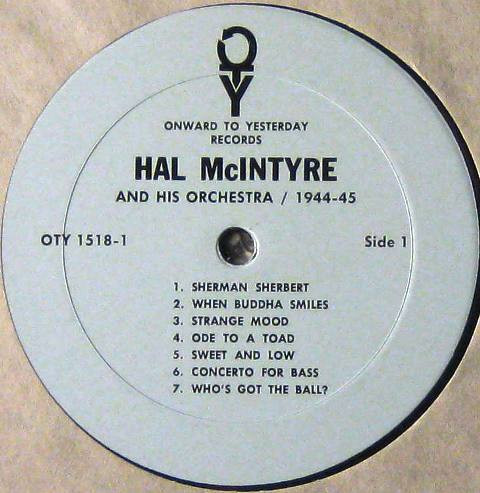 OTY
ONWARD TO YESTERDAY
RECORDS
HAL McINTYRE
AND HIS ORCHESTRA / 1944-45
OTY 1518-1
Side 1
1. SHERMAN SHERBERT
2. WHEN BUDDHA SMILES
3. STRANGE MOOD
4. ODE TO A TOAD
5. SWEET AND LOW
6. CONCERTO FOR BASS
7. WHO'S GOT THE BALL?